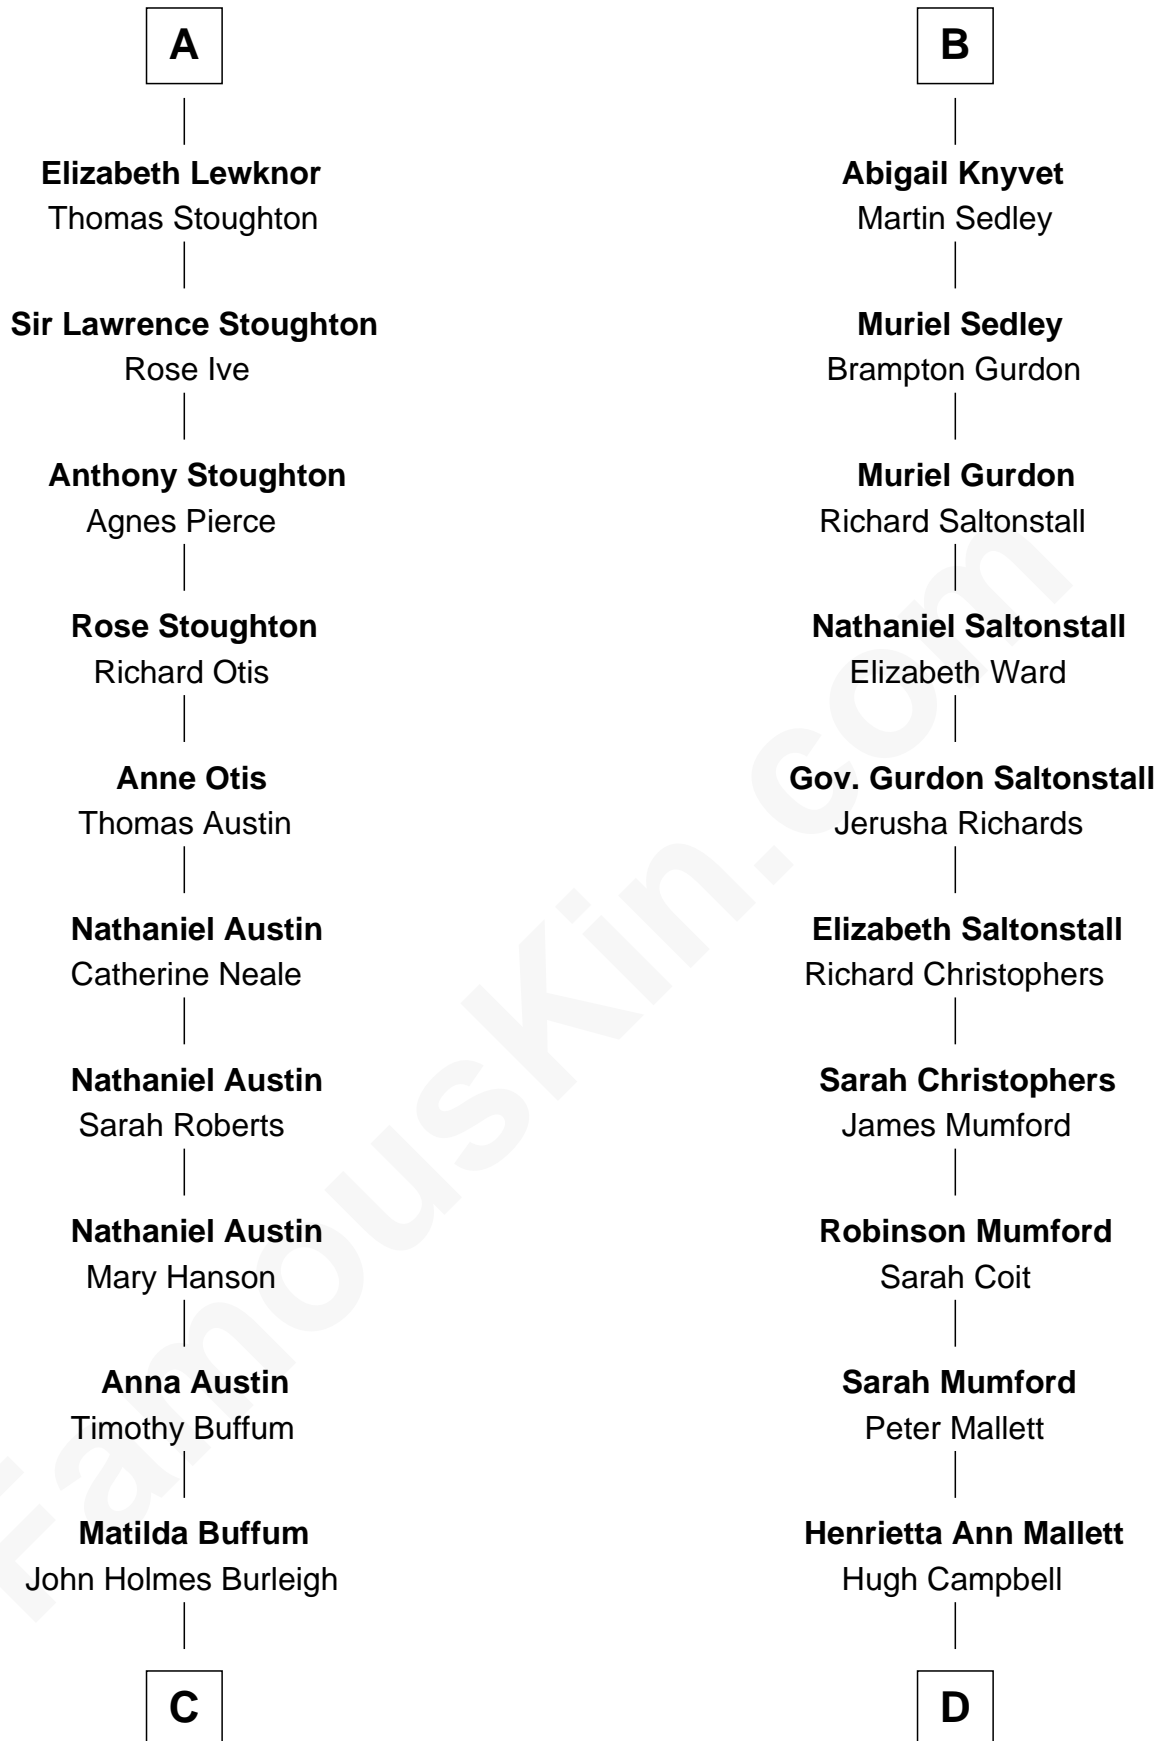 A
Elizabeth Lewknor
Thomas Stoughton
Sir Lawrence Stoughton
Rose Ive
Anthony Stoughton
Agnes Pierce
Rose Stoughton
Richard Otis
Anne Otis
Thomas Austin
Nathaniel Austin
Catherine Neale
Nathaniel Austin
Sarah Roberts
Nathaniel Austin
Mary Hanson
Anna Austin
Timothy Buffum
Matilda Buffum
John Holmes Burleigh
C
B
Abigail Knyvet
Martin Sedley
Muriel Sedley
Brampton Gurdon
Muriel Gurdon
Richard Saltonstall
Nathaniel Saltonstall
Elizabeth Ward
Gov. Gurdon Saltonstall
Jerusha Richards
Elizabeth Saltonstall
Richard Christophers
Sarah Christophers
James Mumford
Robinson Mumford
Sarah Coit
Sarah Mumford
Peter Mallett
Henrietta Ann Mallett
Hugh Campbell
D
FamousKin.com